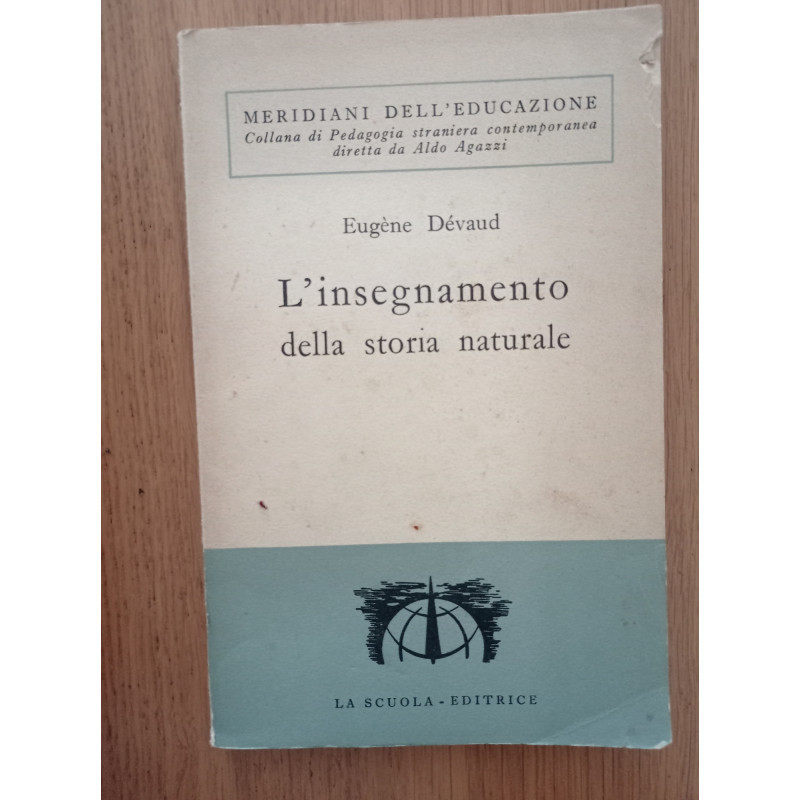 MERIDIANI DELL'EDUCAZIONE
Collana di Pedagogia straniera contemporanea
diretta da Aldo Agazzi
Eugène Dévaud
L'insegnamento
della storia naturale
LA SCUOLA - EDITRICE